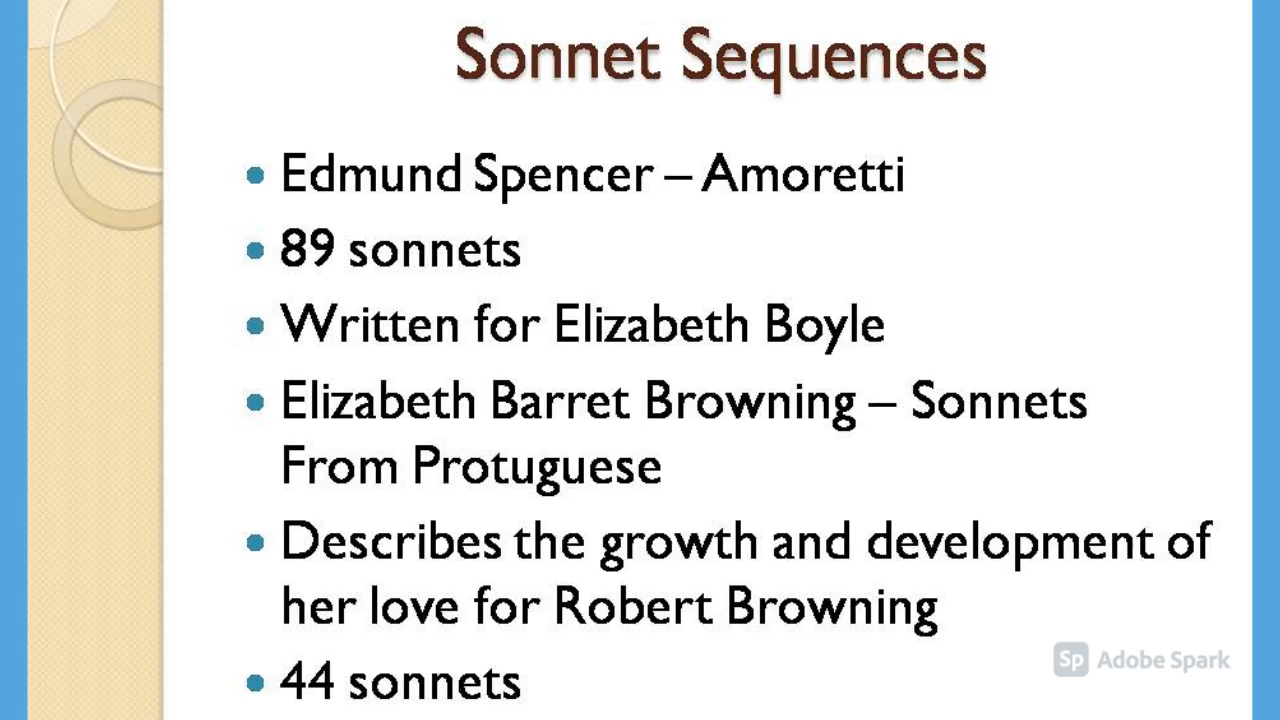 Sonnet Sequences
• Edmund Spencer – Amoretti
• 89 sonnets
• Written for Elizabeth Boyle
• Elizabeth Barret Browning – Sonnets
From Protuguese
• Describes the growth and development of
her love for Robert Browning
• 44 sonnets
Sp Adobe Spark